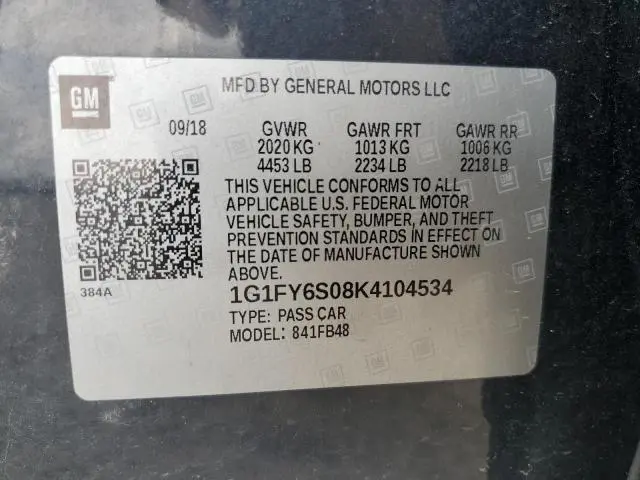 GM
MFD BY GENERAL MOTORS LLC
09/18 GVWR GAWR FRT GAWR RR
2020 KG 1013 KG 1006 KG
4453 LB 2234 LB 2218 LB
THIS VEHICLE CONFORMS TO ALL
APPLICABLE U.S. FEDERAL MOTOR
VEHICLE SAFETY, BUMPER, AND THEFT
PREVENTION STANDARDS IN EFFECT ON
THE DATE OF MANUFACTURE SHOWN
ABOVE.
384A
1G1FY6S08K4104534
TYPE: PASS CAR
MODEL: 841FB48